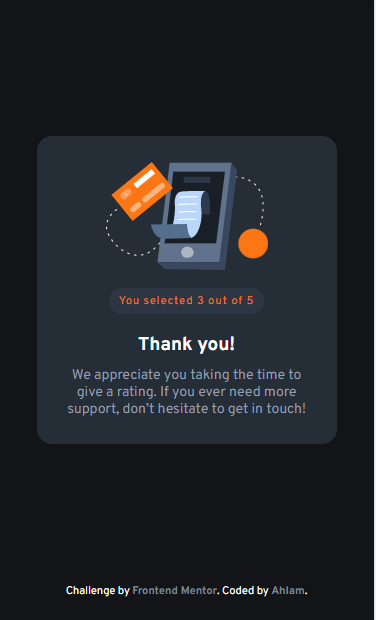 You selected 3 out of 5
Thank you!
We appreciate you taking the time to
give a rating. If you ever need more
support, don't hesitate to get in touch!
Challenge by Frontend Mentor. Coded by Ahlam.